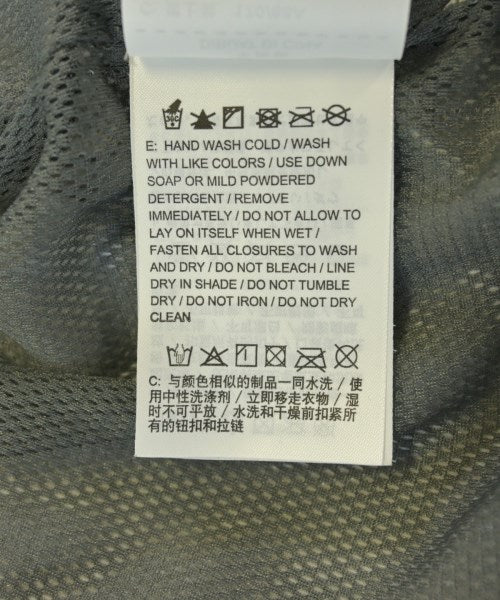 E: HAND WASH COLD / WASH
WITH LIKE COLORS / USE DOWN
SOAP OR MILD POWDERED
DETERGENT / REMOVE
IMMEDIATELY / DO NOT ALLOW TO
LAY ON ITSELF WHEN WET /
FASTEN ALL CLOSURES TO WASH
AND DRY / DO NOT BLEACH / LINE
DRY IN SHADE / DO NOT TUMBLE
DRY / DO NOT IRON / DO NOT DRY
CLEAN
C: 与颜色相似的制品一同水洗 / 使
用中性洗涤剂 / 立即移走衣物 / 湿
时不可平放 / 水洗和干燥前扣紧所
有的钮扣和拉链